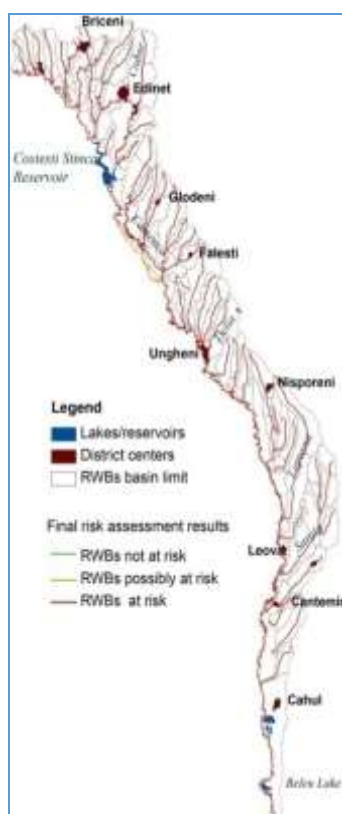 Briceni
Edinet
Costesti Stinca
Reservoir
Glodeni
Falesti
Ungheni
Nisporeni
Legend
Lakes/reservoirs
District centers
RWBs basin limit
Final risk assessment results
RWBs not at risk
RWBs possibly at risk
RWBs at risk
Leova
Cantemir
Cahul
Beleu Lake